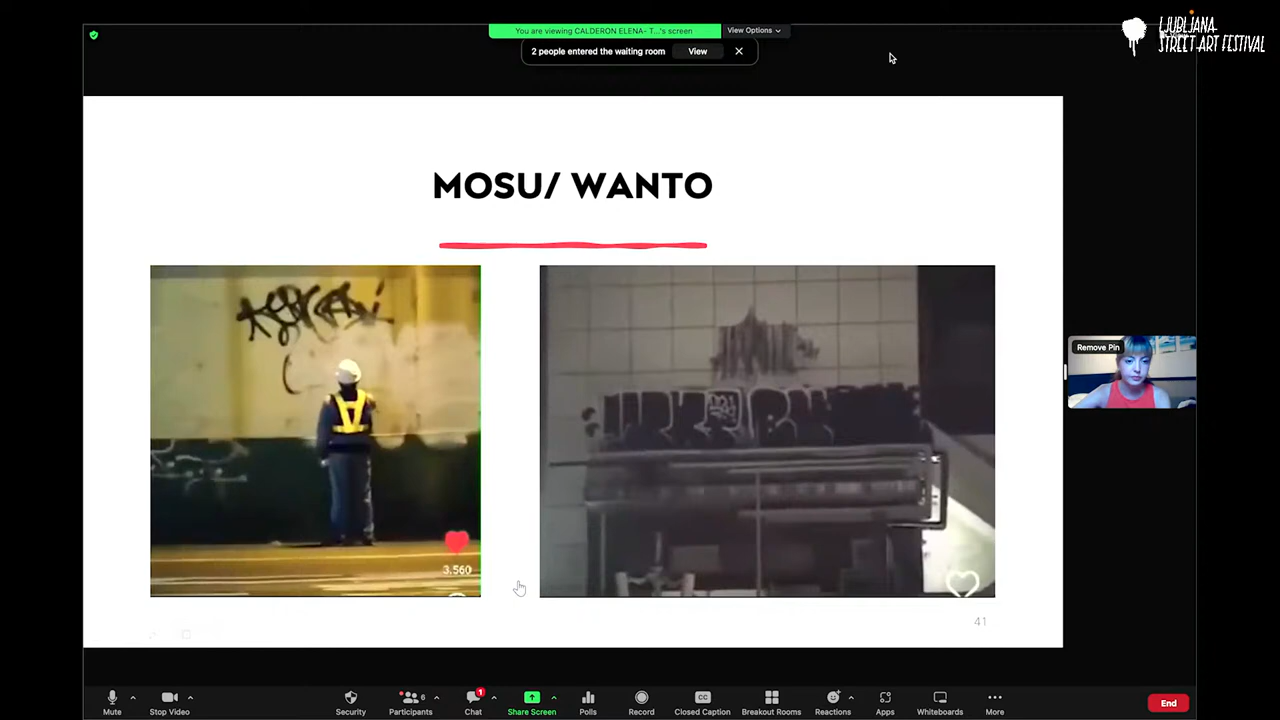 LJUBLJANA
STREET ART FESTIVAL
You are viewing CALDERON ELENA- T...'s screen
View Options
2 people entered the waiting room
View
MOSU/ WANTO
Remove Pin
3.560
41
Mute
Stop Video
Security
Participants
6
Chat
1
Share Screen
Polls
Record
CC
Closed Caption
Breakout Rooms
Reactions
Apps
Whiteboards
More
End